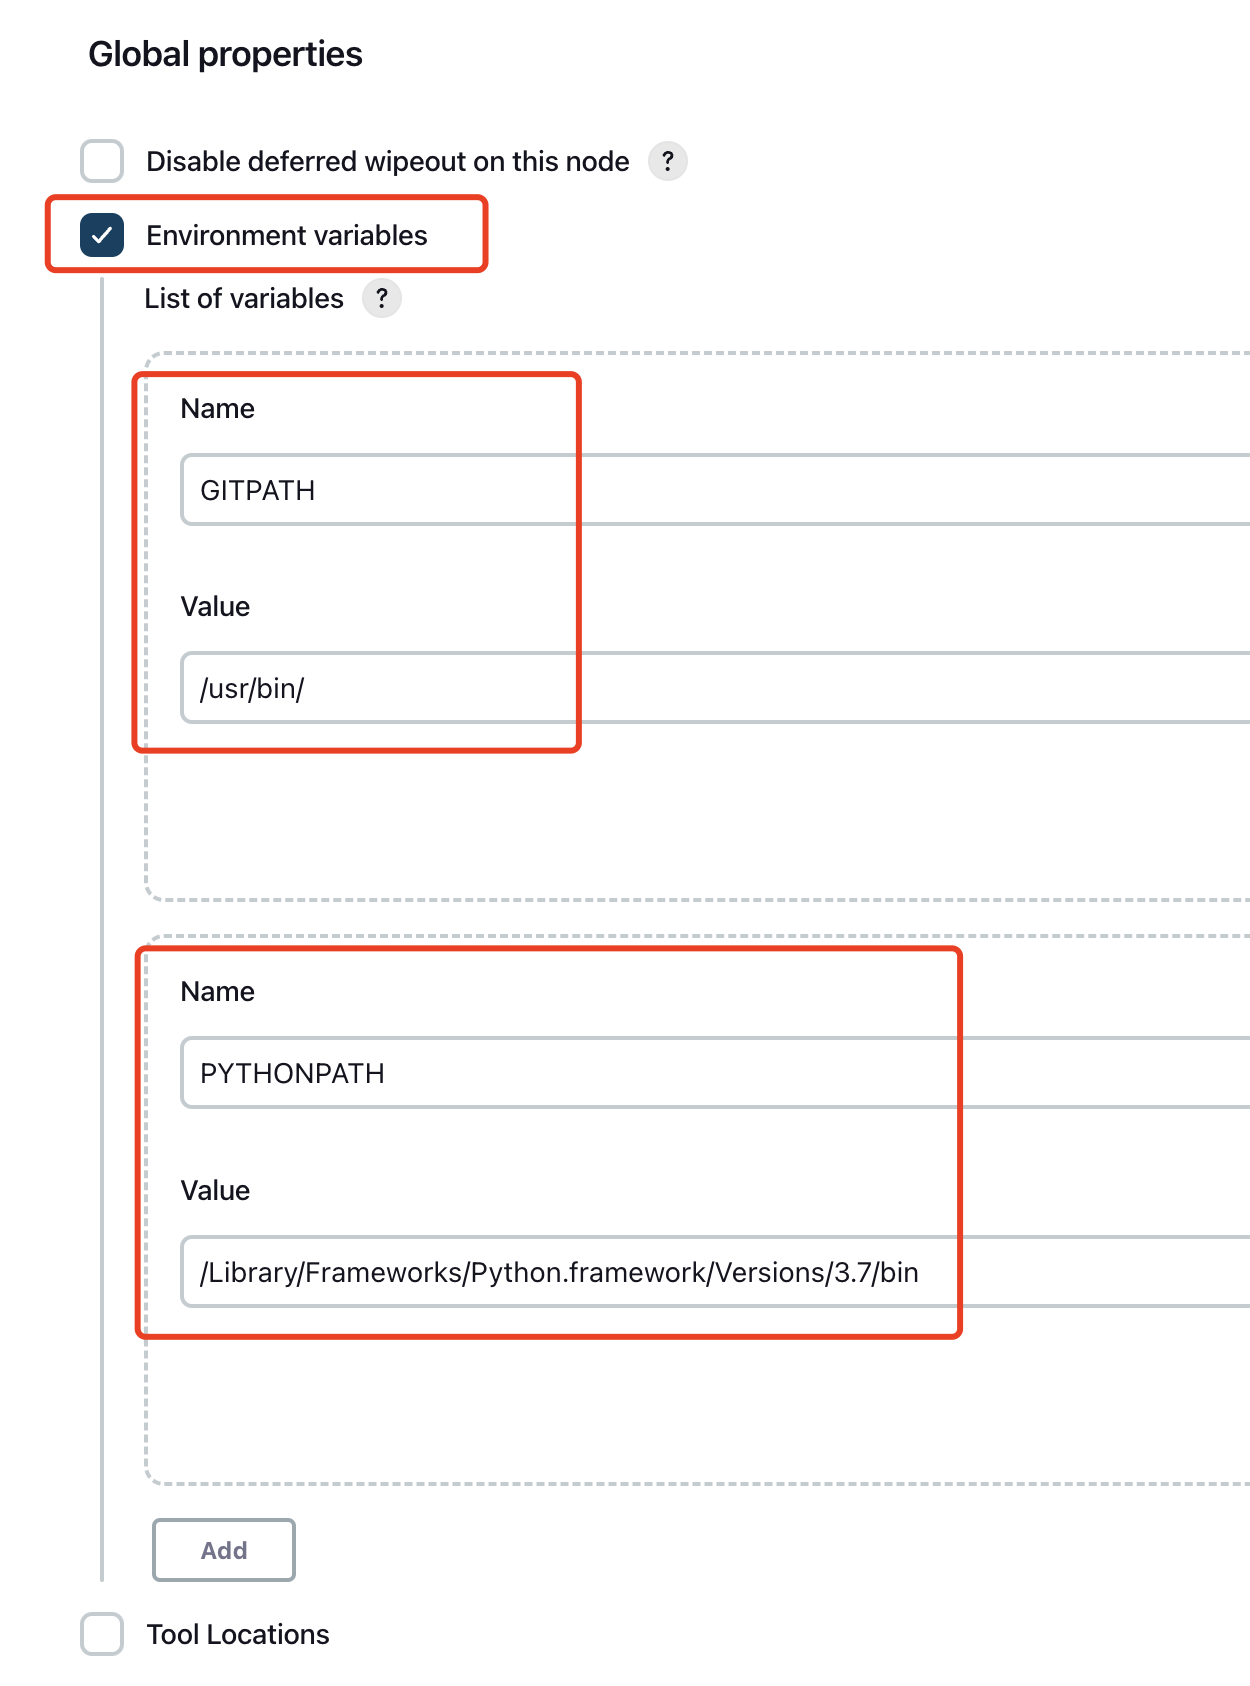 Global properties
Disable deferred wipeout on this node ?
Environment variables
List of variables ?
Name
GITPATH
Value
/usr/bin/
Name
PYTHONPATH
Value
/Library/Frameworks/Python.framework/Versions/3.7/bin
Add
Tool Locations